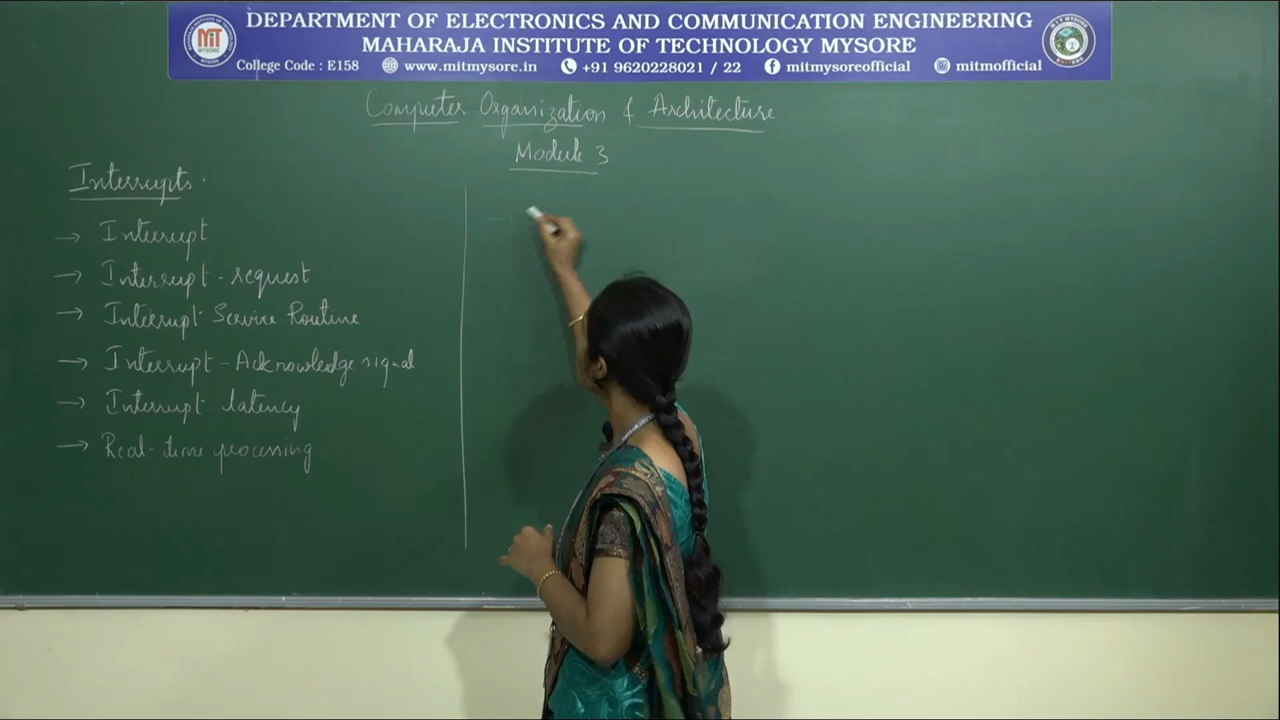 DEPARTMENT OF ELECTRONICS AND COMMUNICATION ENGINEERING
MAHARAJA INSTITUTE OF TECHNOLOGY MYSORE
College Code : E158 www.mitmysore.in +91 9620228021 / 22 mitmysoreofficial mitmofficial
MIT
MYSORE
Computer Organization & Architecture
Module 3
Interrupts.
→ Interrupt
→ Interrupt - request
→ Interrupt Service Routine
→ Interrupt - Acknowledge signal
→ Interrupt latency
→ Real-time processing